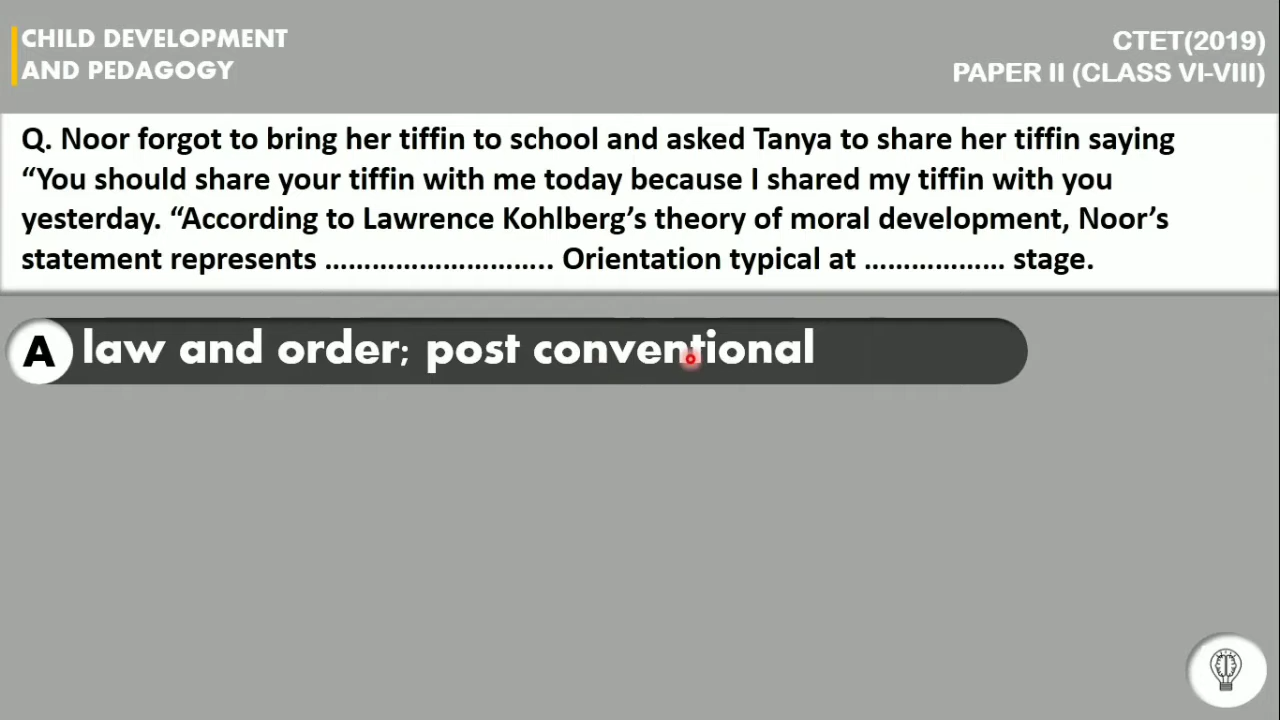 CHILD DEVELOPMENT
AND PEDAGOGY
CTET(2019)
PAPER II (CLASS VI-VIII)
Q. Noor forgot to bring her tiffin to school and asked Tanya to share her tiffin saying
“You should share your tiffin with me today because I shared my tiffin with you
yesterday. “According to Lawrence Kohlberg’s theory of moral development, Noor’s
statement represents ……………………….. Orientation typical at ……………… stage.
A law and order; post conventional